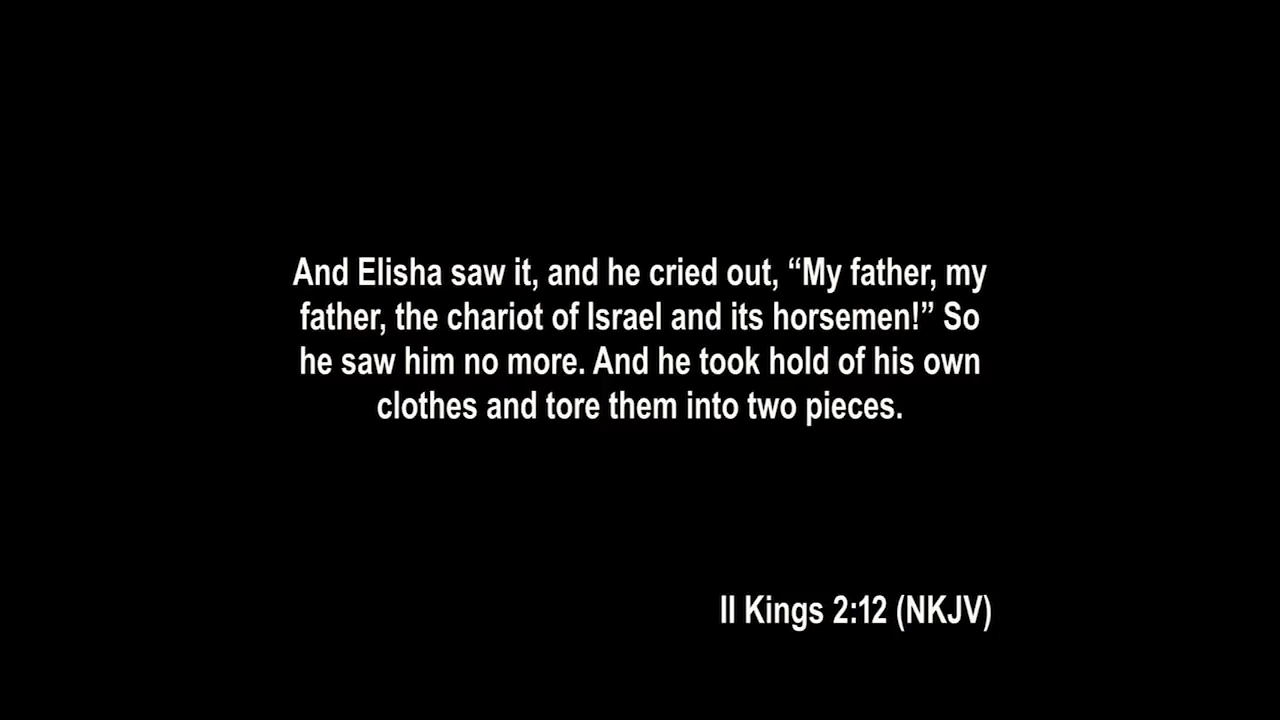 And Elisha saw it, and he cried out, “My father, my
father, the chariot of Israel and its horsemen!” So
he saw him no more. And he took hold of his own
clothes and tore them into two pieces.
II Kings 2:12 (NKJV)